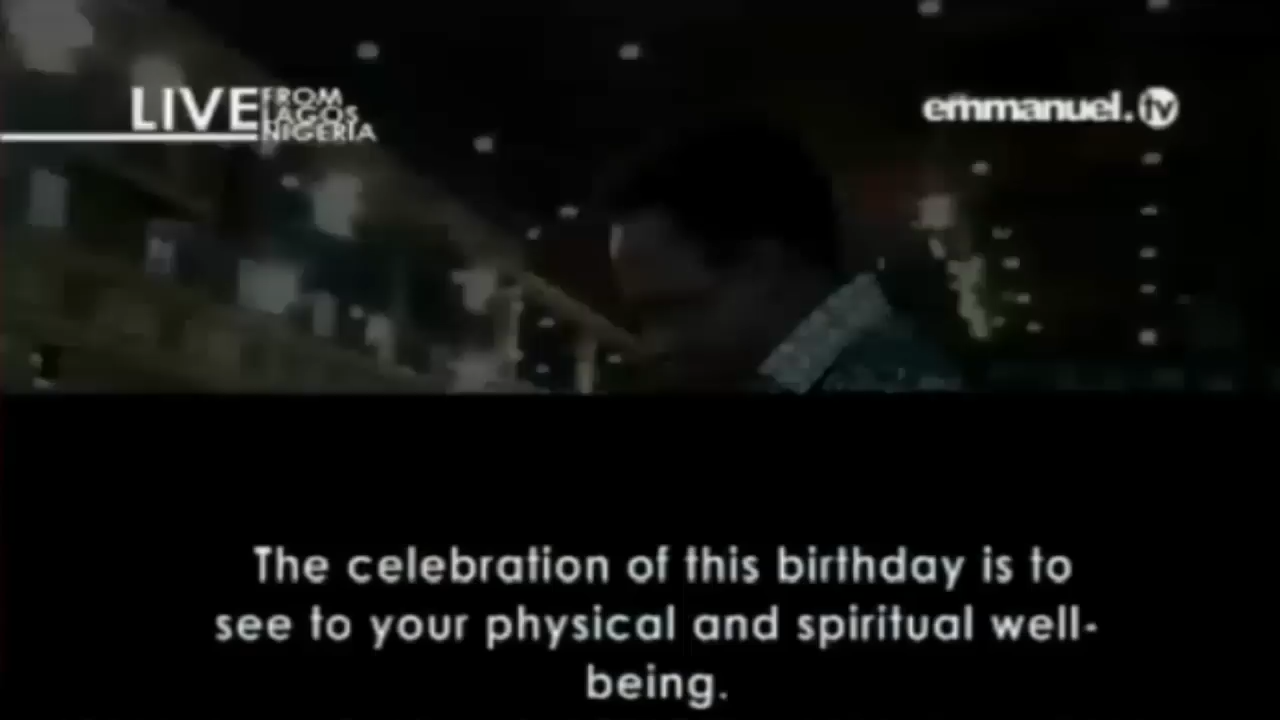 LIVE FROM
LAGOS
NIGERIA
emmanuel.tv
The celebration of this birthday is to
see to your physical and spiritual well-
being.